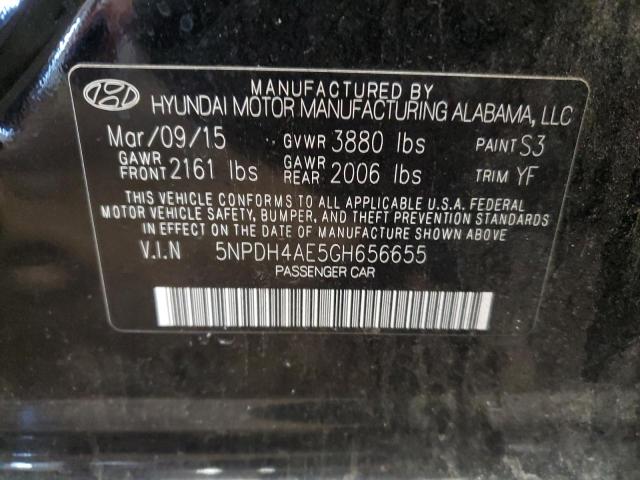 MANUFACTURED BY
HYUNDAI MOTOR MANUFACTURING ALABAMA, LLC
Mar/09/15 GVWR 3880 lbs PAINT S3
GAWR FRONT 2161 lbs GAWR REAR 2006 lbs TRIM YF
THIS VEHICLE CONFORMS TO ALL APPLICABLE U.S.A. FEDERAL
MOTOR VEHICLE SAFETY, BUMPER, AND THEFT PREVENTION STANDARDS
IN EFFECT ON THE DATE OF MANUFACTURE SHOWN ABOVE.
V.I.N 5NPDH4AE5GH656655
PASSENGER CAR